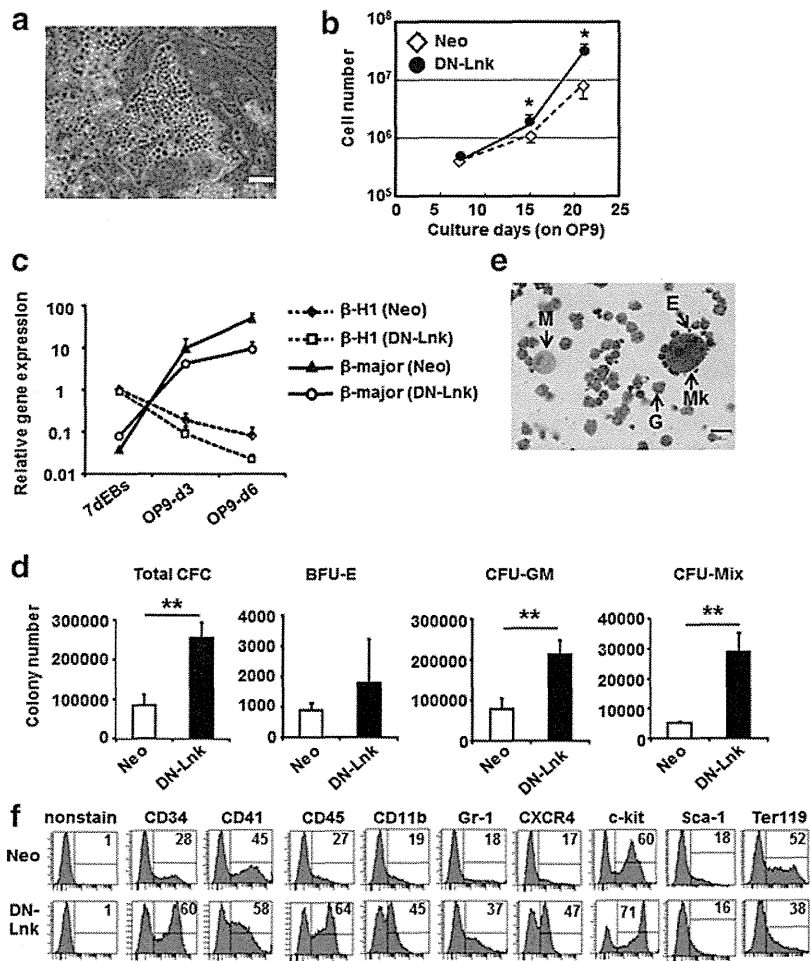 a
b
Neo
DN-Lnk
*
*
Cell number
10⁸
10⁷
10⁶
10⁵
0 5 10 15 20 25
Culture days (on OP9)
c
Relative gene expression
100
10
1
0.1
0.01
7dEBs OP9-d3 OP9-d6
β-H1 (Neo)
β-H1 (DN-Lnk)
β-major (Neo)
β-major (DN-Lnk)
e
M
E
G
Mk
d
Colony number
Total CFC
**
300000
200000
100000
0
Neo DN-Lnk
BFU-E
4000
3000
2000
1000
0
Neo DN-Lnk
CFU-GM
**
300000
200000
100000
0
Neo DN-Lnk
CFU-Mix
**
40000
30000
20000
10000
0
Neo DN-Lnk
f
nonstain CD34 CD41 CD45 CD11b Gr-1 CXCR4 c-kit Sca-1 Ter119
Neo 1 28 45 27 19 18 17 60 18 52
DN-Lnk 1 60 58 64 45 37 47 71 16 38